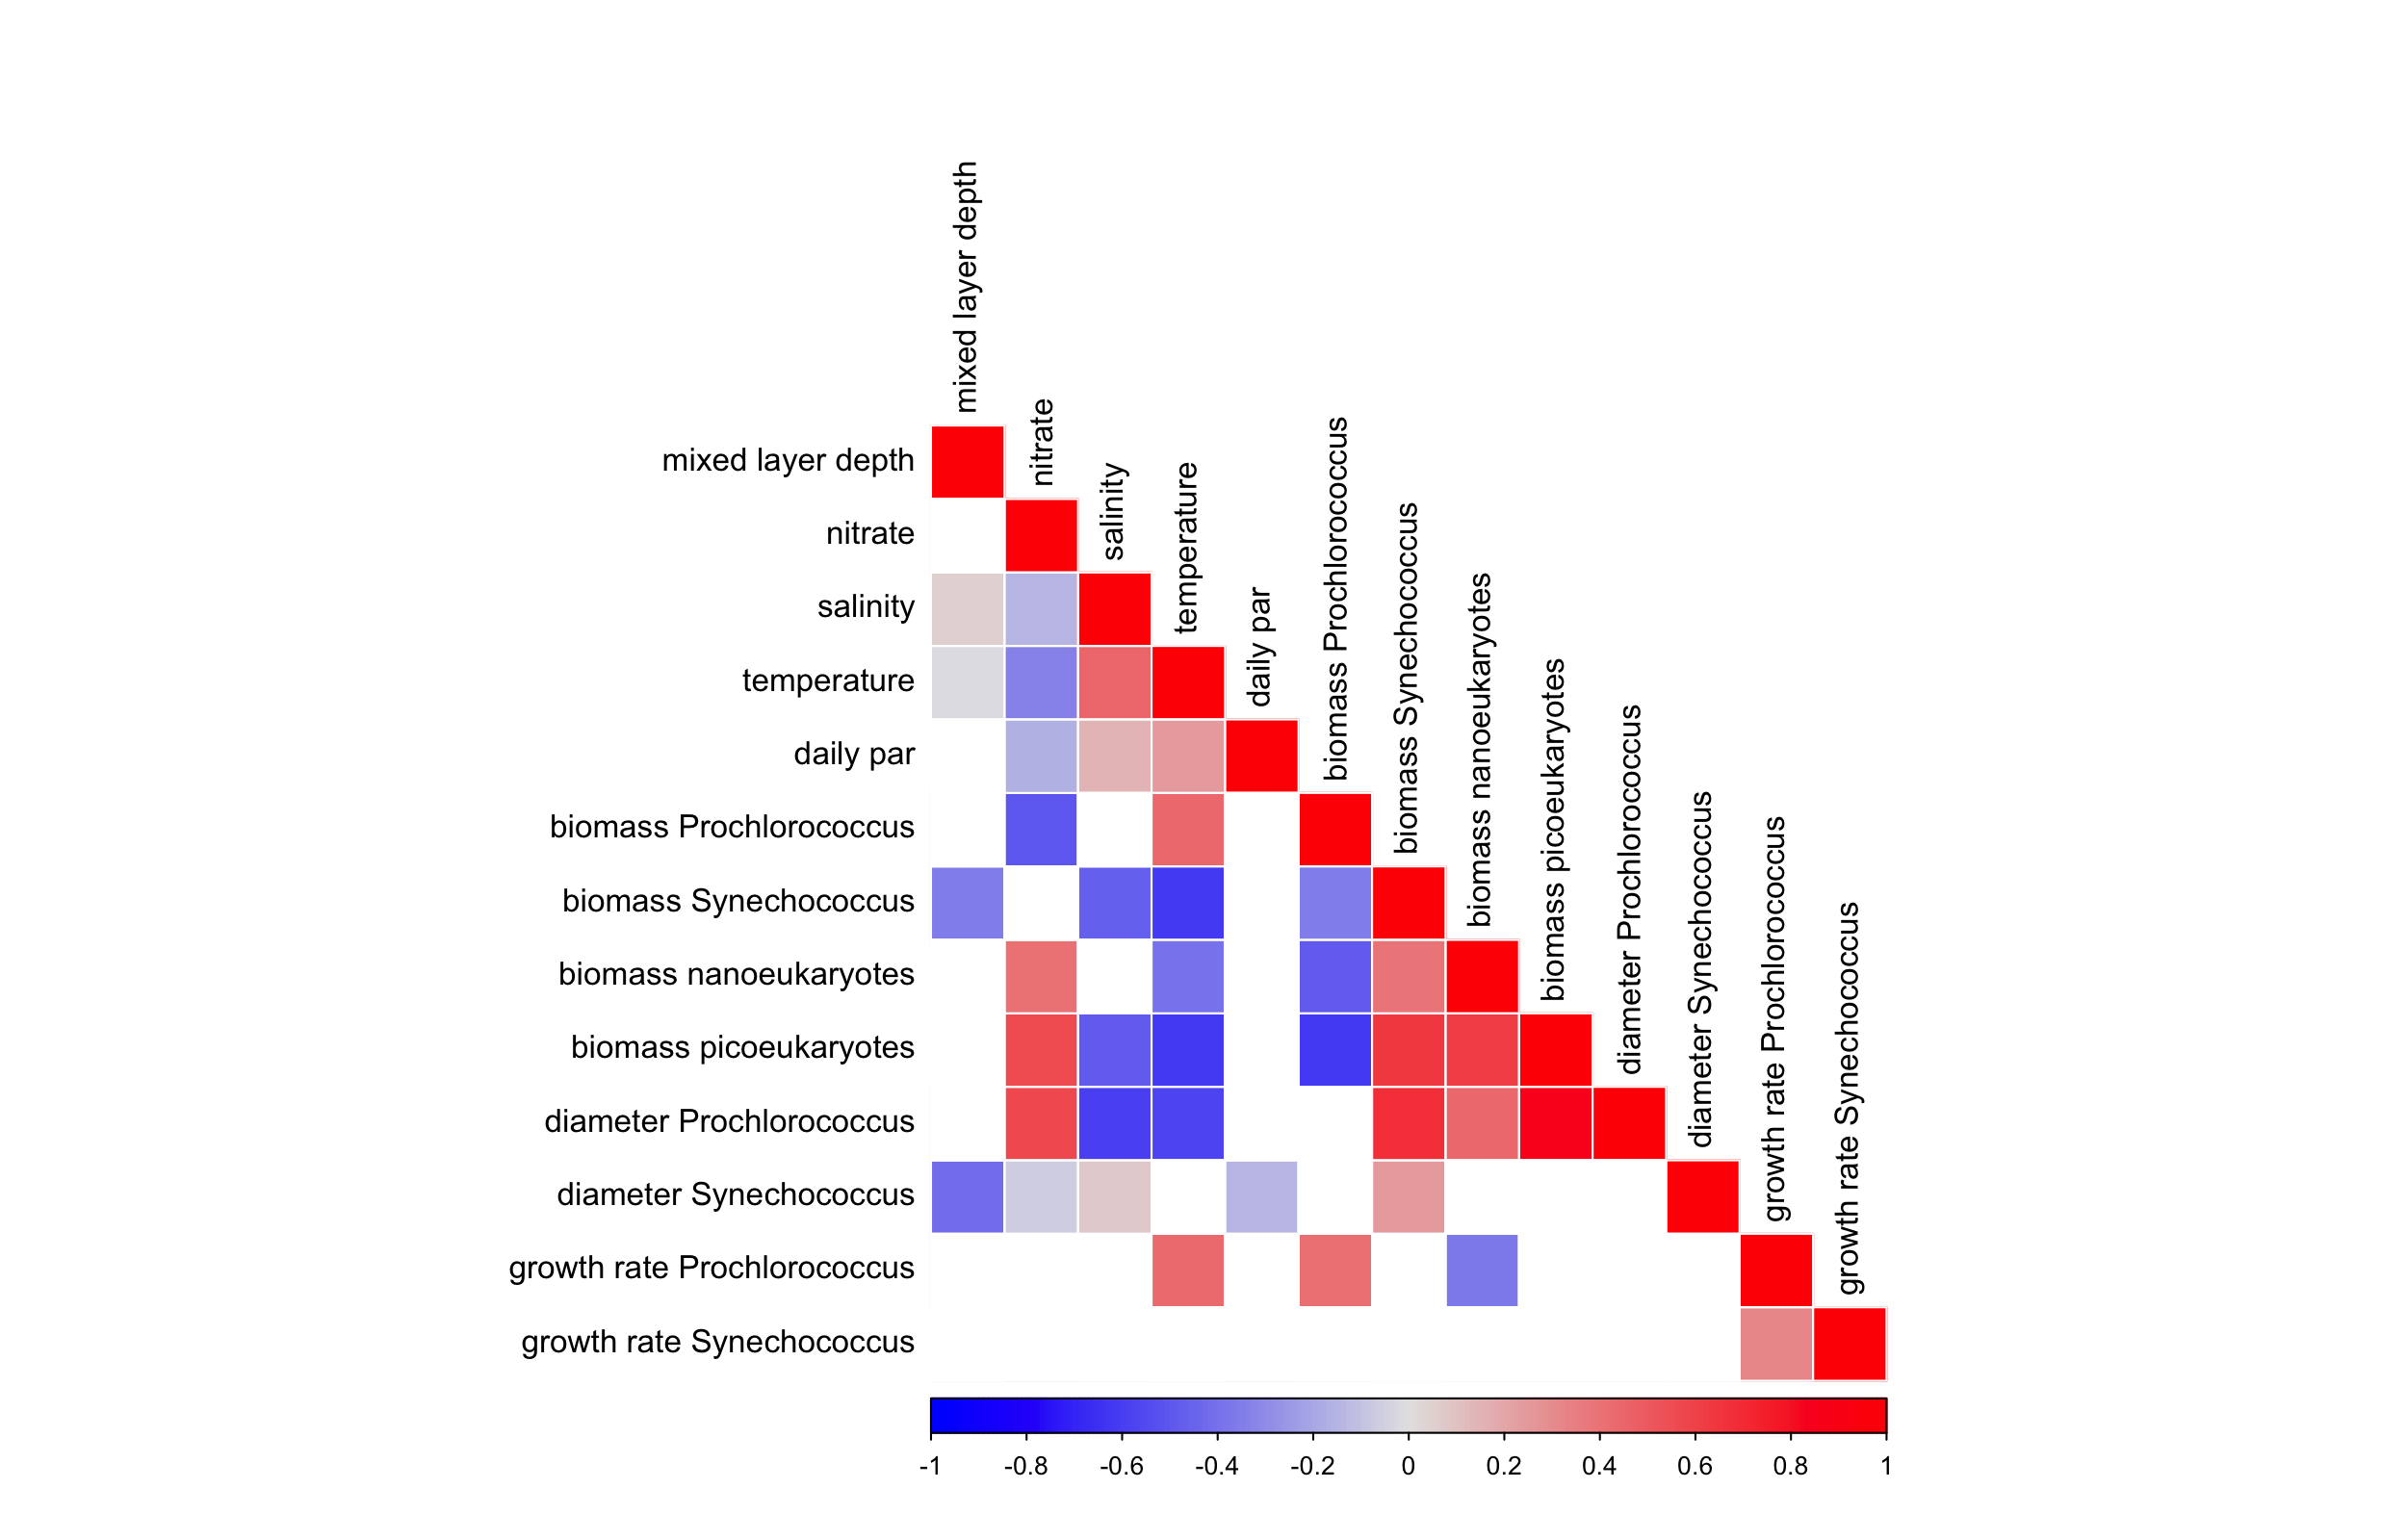 mixed layer depth
nitrate
salinity
temperature
daily par
biomass Prochlorococcus
biomass Synechococcus
biomass nanoeukaryotes
biomass picoeukaryotes
diameter Prochlorococcus
diameter Synechococcus
growth rate Prochlorococcus
growth rate Synechococcus
mixed layer depth
nitrate
salinity
temperature
daily par
biomass Prochlorococcus
biomass Synechococcus
biomass nanoeukaryotes
biomass picoeukaryotes
diameter Prochlorococcus
diameter Synechococcus
growth rate Prochlorococcus
growth rate Synechococcus
-1 -0.8 -0.6 -0.4 -0.2 0 0.2 0.4 0.6 0.8 1